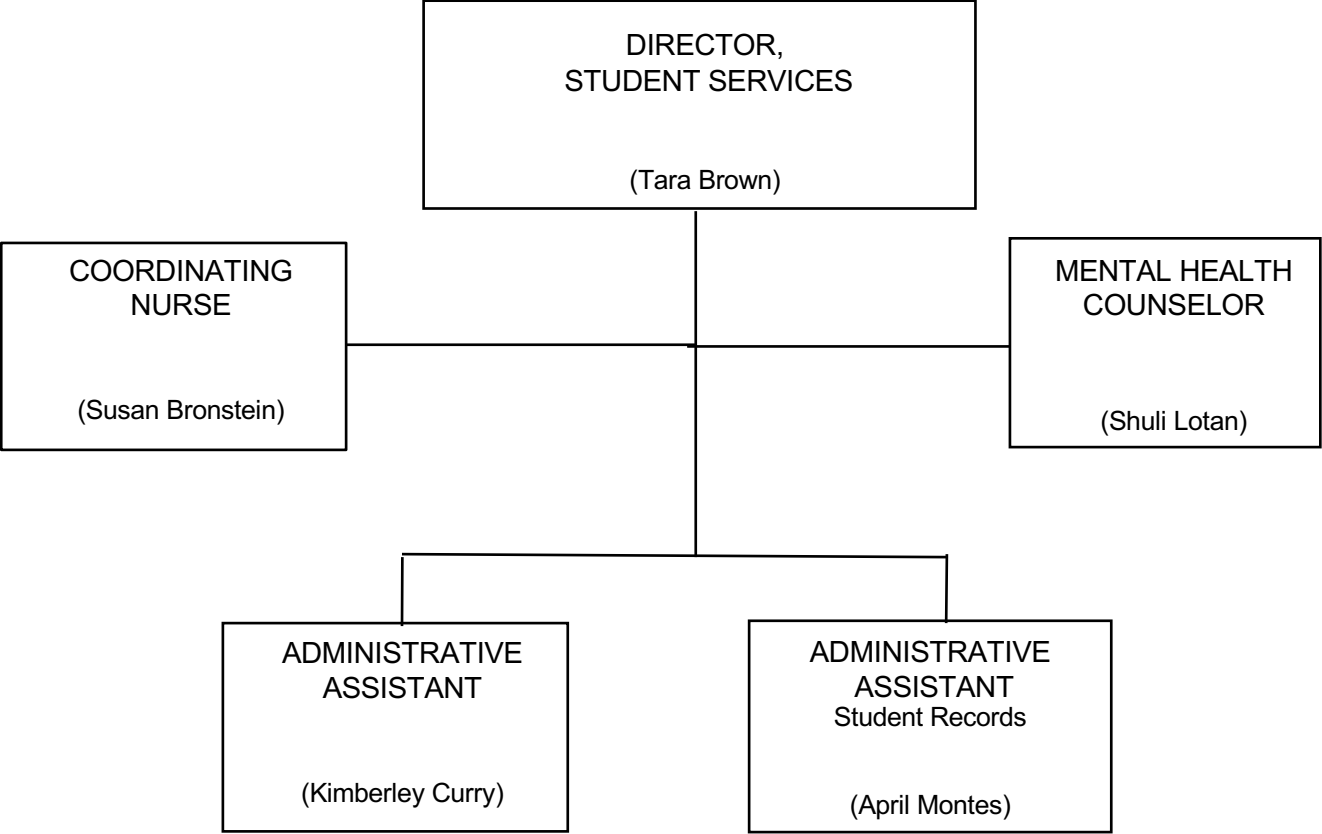 DIRECTOR,
STUDENT SERVICES
(Tara Brown)
COORDINATING
NURSE
(Susan Bronstein)
MENTAL HEALTH
COUNSELOR
(Shuli Lotan)
ADMINISTRATIVE
ASSISTANT
(Kimberley Curry)
ADMINISTRATIVE
ASSISTANT
Student Records
(April Montes)